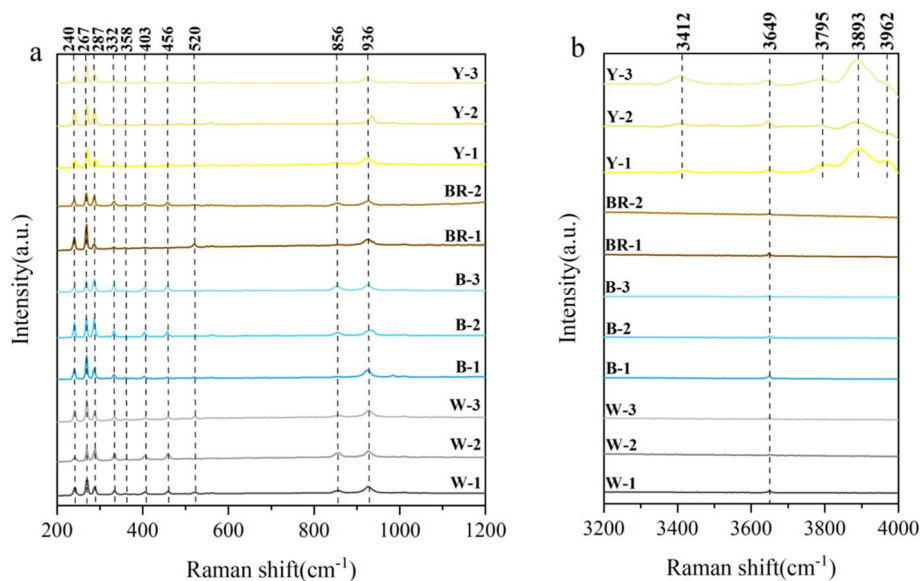 240 267 287 332 358 403 456 520 856 936
a
Y-3
Y-2
Y-1
BR-2
BR-1
B-3
B-2
B-1
W-3
W-2
W-1
Intensity(a.u.)
200 400 600 800 1000 1200
Raman shift(cm⁻¹)
3412 3649 3795 3893 3962
b
Y-3
Y-2
Y-1
BR-2
BR-1
B-3
B-2
B-1
W-3
W-2
W-1
Intensity(a.u.)
3200 3400 3600 3800 4000
Raman shift(cm⁻¹)